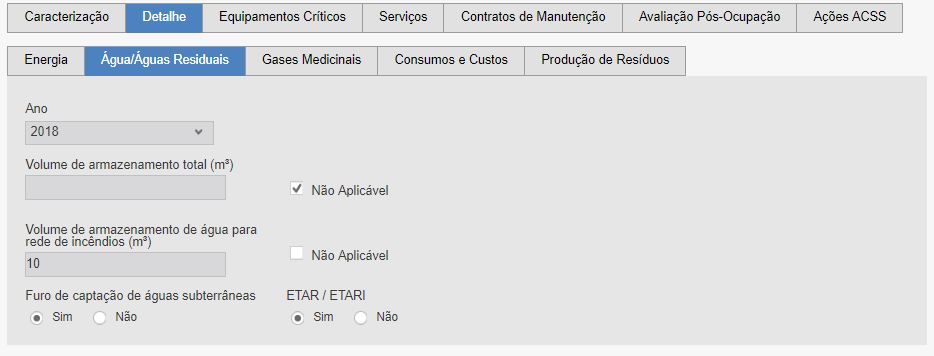 Caracterização Detalhe Equipamentos Críticos Serviços Contratos de Manutenção Avaliação Pós-Ocupação Ações ACSS
Energia Água/Águas Residuais Gases Medicinais Consumos e Custos Produção de Resíduos
Ano
2018
Volume de armazenamento total (m³)
Não Aplicável
Volume de armazenamento de água para
rede de incêndios (m³)
10
Não Aplicável
Furo de captação de águas subterrâneas ETAR / ETARI
Sim Não Sim Não